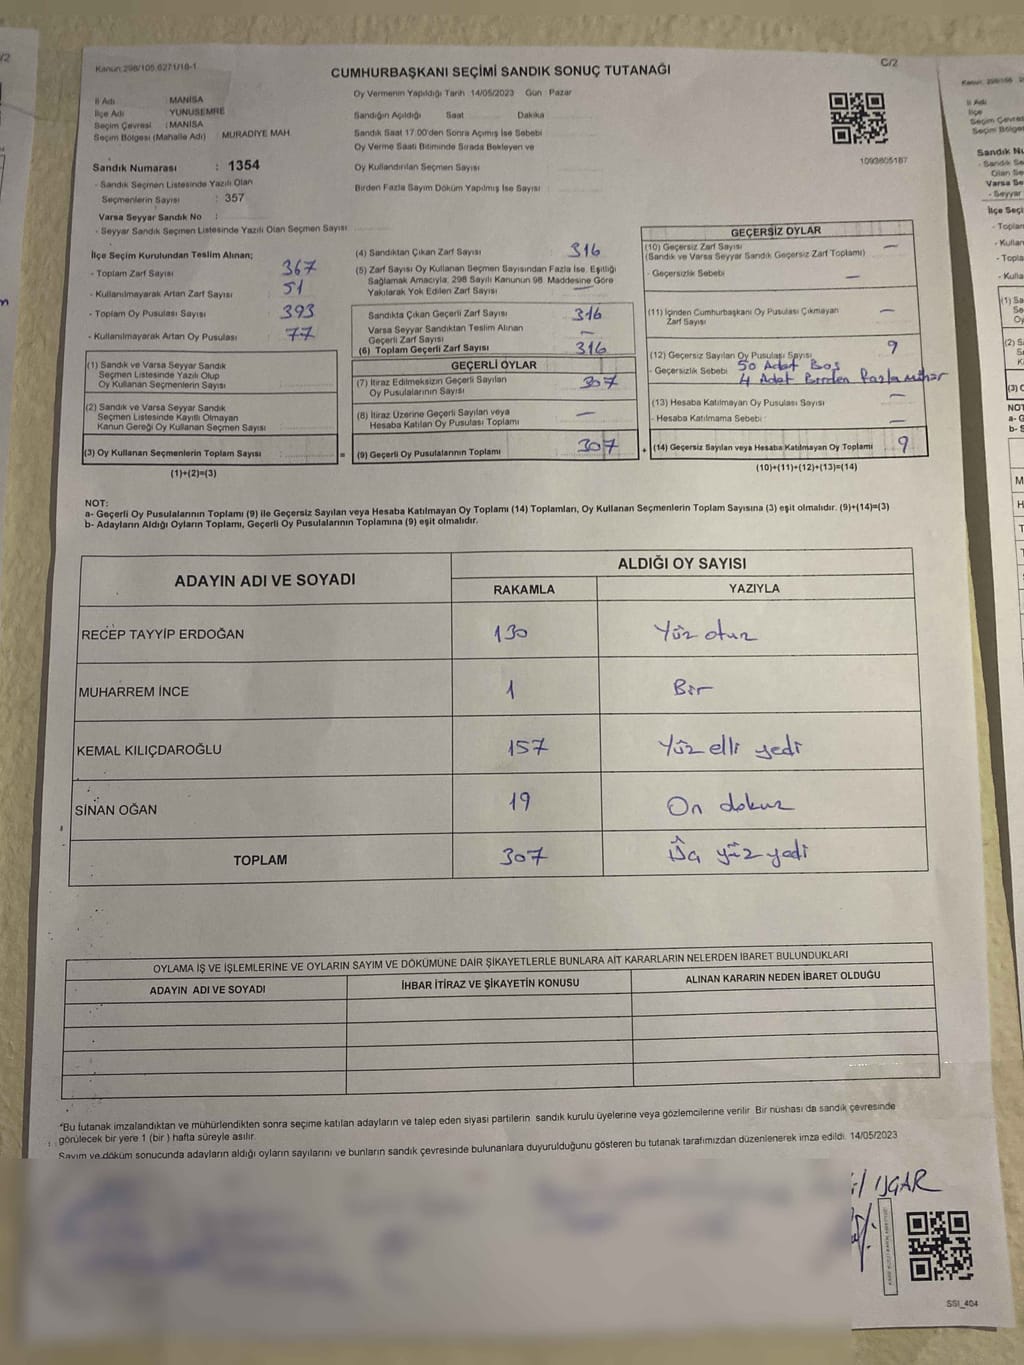 Kanun: 298/105 6271/18-1
CUMHURBAŞKANI SEÇİMİ SANDIK SONUÇ TUTANAĞI
C/2
İl Adı MANİSA
İlçe Adı YUNUSEMRE
Seçim Çevresi : MANİSA
Seçim Bölgesi (Mahalle Adı) : MURADİYE MAH.
Sandık Numarası : 1354
- Sandık Seçmen Listesinde Yazılı Olan
Seçmenlerin Sayısı : 357
Varsa Seyyar Sandık No :
- Seyyar Sandık Seçmen Listesinde Yazılı Olan Seçmen Sayısı
Oy Vermenin Yapıldığı Tarih 14/05/2023 Gün : Pazar
Sandığın Açıldığı Saat Dakika
Sandık Saat 17:00'den Sonra Açımış İse Sebebi
Oy Verme Saati Bitiminde Sırada Bekleyen ve
Oy Kullandırılan Seçmen Sayısı
Birden Fazla Sayım Döküm Yapılmış İse Sayısı :
1093605187
İlçe Seçim Kurulundan Teslim Alınan;
- Toplam Zarf Sayısı 367
- Kullanılmayarak Artan Zarf Sayısı 51
- Toplam Oy Pusulası Sayısı 393
- Kullanılmayarak Artan Oy Pusulası 77
(1) Sandık ve Varsa Seyyar Sandık
Seçmen Listesinde Yazılı Olup
Oy Kullanan Seçmenlerin Sayısı
(2) Sandık ve Varsa Seyyar Sandık
Seçmen Listesinde Kayıtlı Olmayan
Kanun Gereği Oy Kullanan Seçmen Sayısı
(3) Oy Kullanan Seçmenlerin Toplam Sayısı =
(1)+(2)=(3)
(4) Sandıktan Çıkan Zarf Sayısı 316
(5) Zarf Sayısı Oy Kullanan Seçmen Sayısından Fazla İse, Eşitliği
Sağlamak Amacıyla, 298 Sayılı Kanunun 98. Maddesine Göre
Yakılarak Yok Edilen Zarf Sayısı —
Sandıkta Çıkan Geçerli Zarf Sayısı 316
Varsa Seyyar Sandıktan Teslim Alınan
Geçerli Zarf Sayısı —
(6) Toplam Geçerli Zarf Sayısı 316
GEÇERLİ OYLAR
(7) İtiraz Edilmeksizin Geçerli Sayılan
Oy Pusulalarının Sayısı 307
(8) İtiraz Üzerine Geçerli Sayılan veya
Hesaba Katılan Oy Pusulası Toplamı —
(9) Geçerli Oy Pusulalarının Toplamı 307 +
GEÇERSİZ OYLAR
(10) Geçersiz Zarf Sayısı —
(Sandık ve Varsa Seyyar Sandık Geçersiz Zarf Toplamı)
- Geçersizlik Sebebi —
(11) İçinden Cumhurbaşkanı Oy Pusulası Çıkmayan
Zarf Sayısı —
(12) Geçersiz Sayılan Oy Pusulası Sayısı 9
- Geçersizlik Sebebi 50 Adet Boş
4 Adet Birden Fazla Mühür
(13) Hesaba Katılmayan Oy Pusulası Sayısı —
- Hesaba Katılmama Sebebi —
(14) Geçersiz Sayılan veya Hesaba Katılmayan Oy Toplamı 9
(10)+(11)+(12)+(13)=(14)
NOT:
a- Geçerli Oy Pusulalarının Toplamı (9) ile Geçersiz Sayılan veya Hesaba Katılmayan Oy Toplamı (14) Toplamları, Oy Kullanan Seçmenlerin Toplam Sayısına (3) eşit olmalıdır. (9)+(14)=(3)
b- Adayların Aldığı Oyların Toplamı, Geçerli Oy Pusulalarının Toplamına (9) eşit olmalıdır.
ADAYIN ADI VE SOYADI ALDIĞI OY SAYISI
RAKAMLA YAZIYLA
RECEP TAYYİP ERDOĞAN 130 Yüz otuz
MUHARREM İNCE 1 Bir
KEMAL KILIÇDAROĞLU 157 Yüz elli yedi
SİNAN OĞAN 19 On dokuz
TOPLAM 307 Üç yüz yedi
OYLAMA İŞ VE İŞLEMLERİNE VE OYLARIN SAYIM VE DÖKÜMÜNE DAİR ŞİKAYETLERLE BUNLARA AİT KARARLARIN NELERDEN İBARET BULUNDUKLARI
ADAYIN ADI VE SOYADI İHBAR İTİRAZ VE ŞİKAYETİN KONUSU ALINAN KARARIN NEDEN İBARET OLDUĞU
*Bu tutanak imzalandıktan ve mühürlendikten sonra seçime katılan adayların ve talep eden siyasi partilerin sandık kurulu üyelerine veya gözlemcilerine verilir. Bir nüshası da sandık çevresinde
görülecek bir yere 1 (bir) hafta süreyle asılır.
Sayım ve döküm sonucunda adayların aldığı oyların sayılarını ve bunların sandık çevresinde bulunanlara duyurulduğunu gösteren bu tutanak tarafımızdan düzenlenerek imza edildi. 14/05/2023
SSI_404